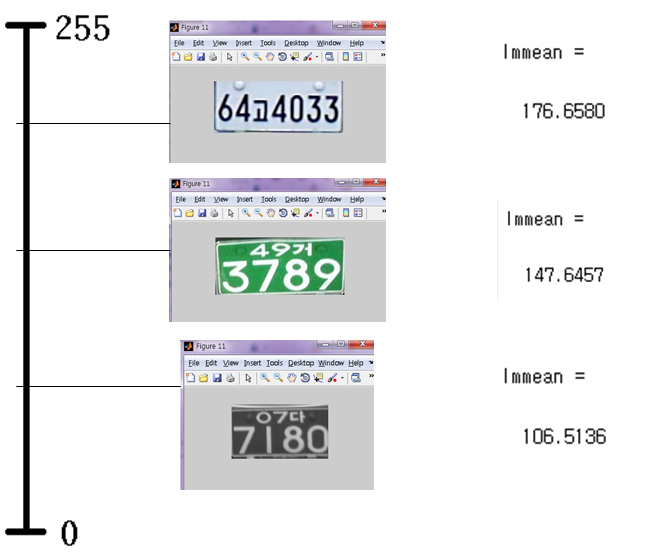 255
Figure 11
File Edit View Insert Tools Desktop Window Help
64고4033
Immean =
176.6580
Figure 11
File Edit View Insert Tools Desktop Window Help
49거
3789
Immean =
147.6457
Figure 11
File Edit View Insert Tools Desktop Window Help
07다
7180
Immean =
106.5136
0